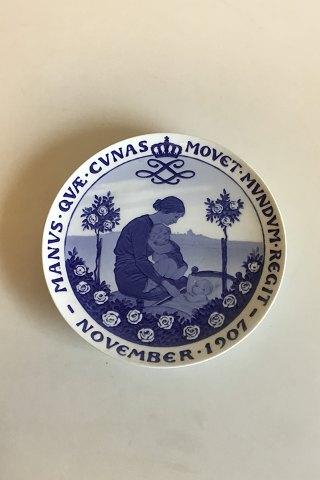 MANVS · QVÆ · CVNAS MOVET · MVNDVM · REGIT
– NOVEMBER · 1907 –